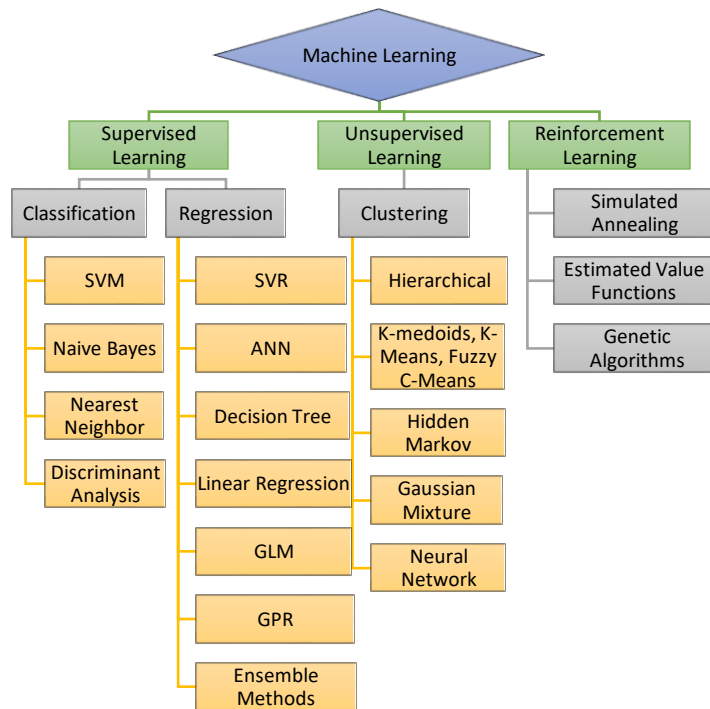 Machine Learning
Supervised
Learning
Unsupervised
Learning
Reinforcement
Learning
Classification
Regression
Clustering
Simulated
Annealing
Estimated Value
Functions
Genetic
Algorithms
SVM
Naive Bayes
Nearest
Neighbor
Discriminant
Analysis
SVR
ANN
Decision Tree
Linear Regression
GLM
GPR
Ensemble
Methods
Hierarchical
K-medoids, K-
Means, Fuzzy
C-Means
Hidden
Markov
Gaussian
Mixture
Neural
Network